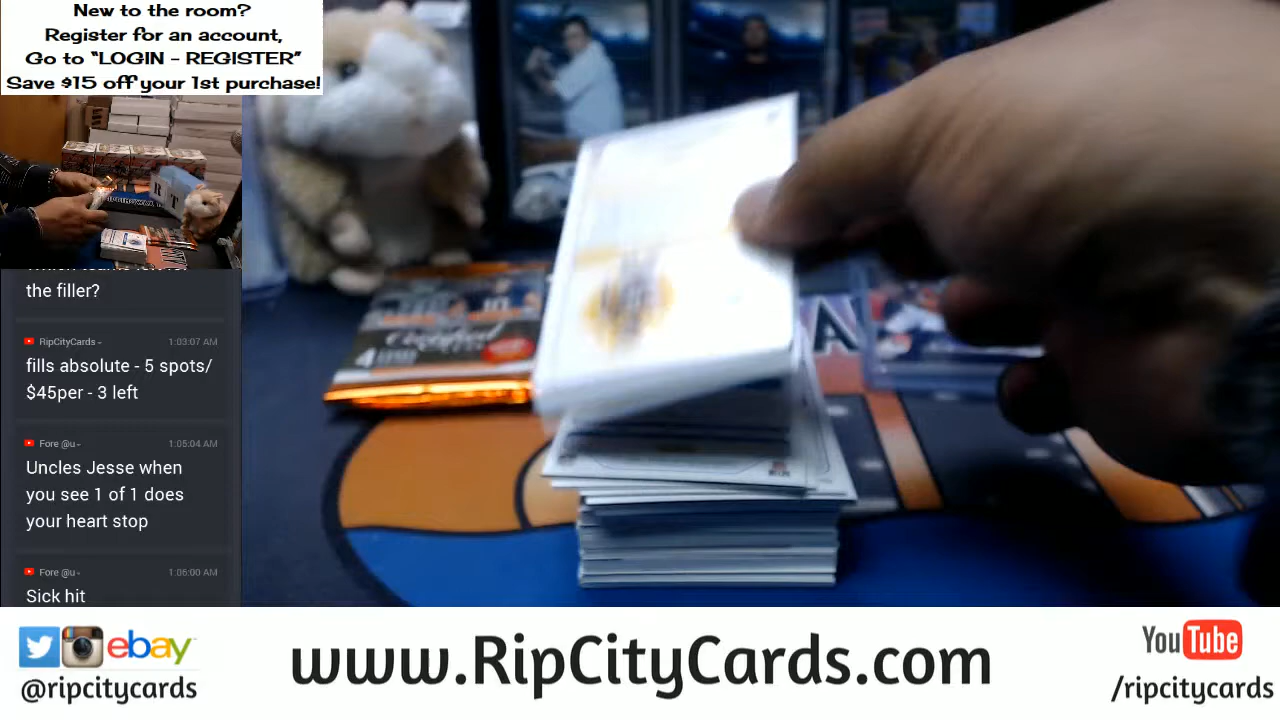 New to the room?
Register for an account,
Go to “LOGIN - REGISTER”
Save $15 off your 1st purchase!
the filler?
RipCityCards - 1:03:07 AM
fills absolute - 5 spots/
$45per - 3 left
Fore @u - 1:05:04 AM
Uncles Jesse when
you see 1 of 1 does
your heart stop
Fore @u - 1:06:00 AM
Sick hit
4
R T
A
ebay
@ripcitycards
www.RipCityCards.com
YouTube
/ripcitycards